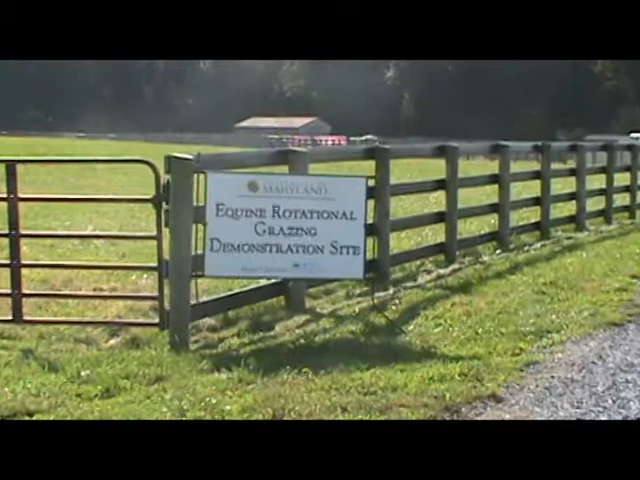 MARYLAND
EQUINE ROTATIONAL
GRAZING
DEMONSTRATION SITE